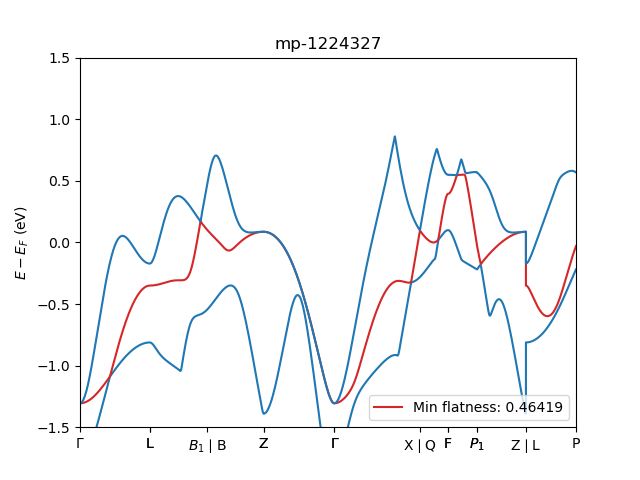 mp-1224327
E − E_F (eV)
1.5
1.0
0.5
0.0
−0.5
−1.0
−1.5
Min flatness: 0.46419
Γ L B₁ | B Z Γ X | Q F P₁ Z | L P